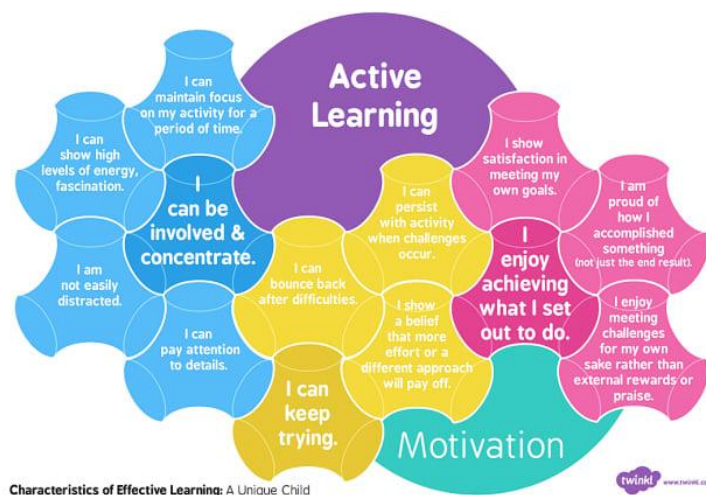 Active
Learning
I can
maintain focus
on my activity for a
period of time.
I can
show high
levels of energy,
fascination.
I
can be
involved &
concentrate.
I am
not easily
distracted.
I can
pay attention
to details.
I can
bounce back
after difficulties.
I can
persist
with activity
when challenges
occur.
I show
a belief
that more
effort or a
different approach
will pay off.
I can
keep
trying.
I show
satisfaction in
meeting my
own goals.
I am
proud of
how I
accomplished
something
(not just the end result).
I
enjoy
achieving
what I set
out to do.
I enjoy
meeting
challenges
for my own
sake rather than
external rewards or
praise.
Motivation
Characteristics of Effective Learning: A Unique Child
twinkl